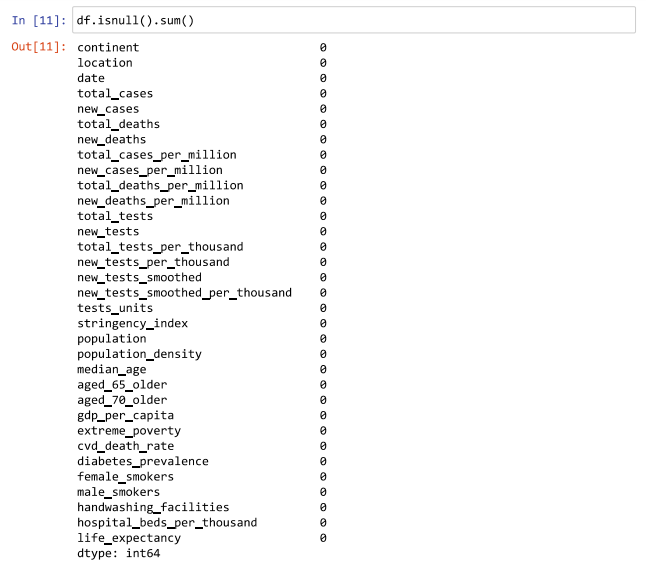 In [11]: df.isnull().sum()
Out[11]: continent 0
location 0
date 0
total_cases 0
new_cases 0
total_deaths 0
new_deaths 0
total_cases_per_million 0
new_cases_per_million 0
total_deaths_per_million 0
new_deaths_per_million 0
total_tests 0
new_tests 0
total_tests_per_thousand 0
new_tests_per_thousand 0
new_tests_smoothed 0
new_tests_smoothed_per_thousand 0
tests_units 0
stringency_index 0
population 0
population_density 0
median_age 0
aged_65_older 0
aged_70_older 0
gdp_per_capita 0
extreme_poverty 0
cvd_death_rate 0
diabetes_prevalence 0
female_smokers 0
male_smokers 0
handwashing_facilities 0
hospital_beds_per_thousand 0
life_expectancy 0
dtype: int64